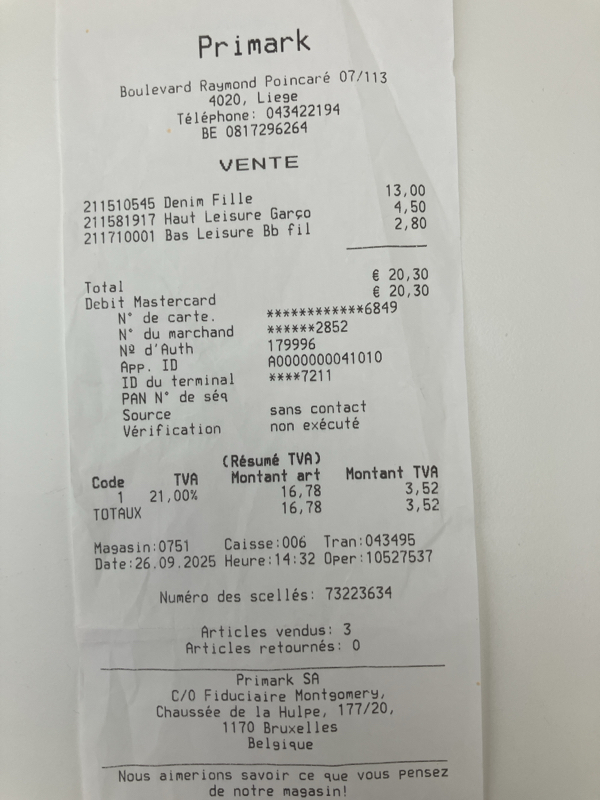 Primark
Boulevard Raymond Poincaré 07/113
4020, Liege
Téléphone: 043422194
BE 0817296264
VENTE
211510545 Denim Fille 13,00
211581917 Haut Leisure Garço 4,50
211710001 Bas Leisure Bb fil 2,80
Total € 20,30
Debit Mastercard € 20,30
N° de carte. ************6849
N° du marchand ******2852
Nº d'Auth 179996
App. ID A0000000041010
ID du terminal ****7211
PAN N° de séq
Source sans contact
Vérification non exécuté
(Résumé TVA)
Code TVA Montant art Montant TVA
1 21,00% 16,78 3,52
TOTAUX 16,78 3,52
Magasin:0751 Caisse:006 Tran:043495
Date:26.09.2025 Heure:14:32 Oper:10527537
Numéro des scellés: 73223634
Articles vendus: 3
Articles retournés: 0
Primark SA
C/O Fiduciaire Montgomery,
Chaussée de la Hulpe, 177/20,
1170 Bruxelles
Belgique
Nous aimerions savoir ce que vous pensez
de notre magasin!